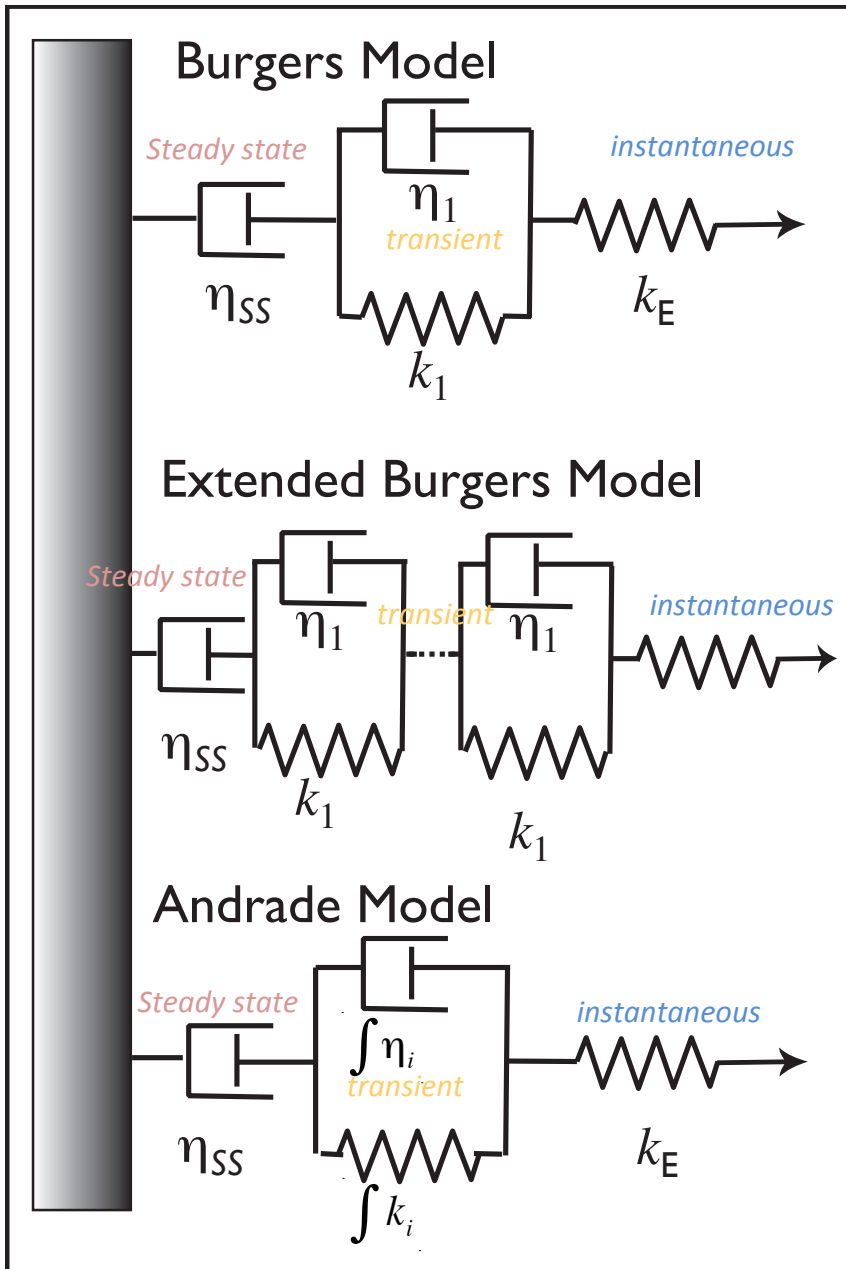 Burgers Model
Steady state
instantaneous
η1
transient
ηSS
kE
k1
Extended Burgers Model
Steady state
transient
instantaneous
η1
η1
ηSS
k1
k1
Andrade Model
Steady state
instantaneous
∫ ηi
transient
ηSS
kE
∫ ki